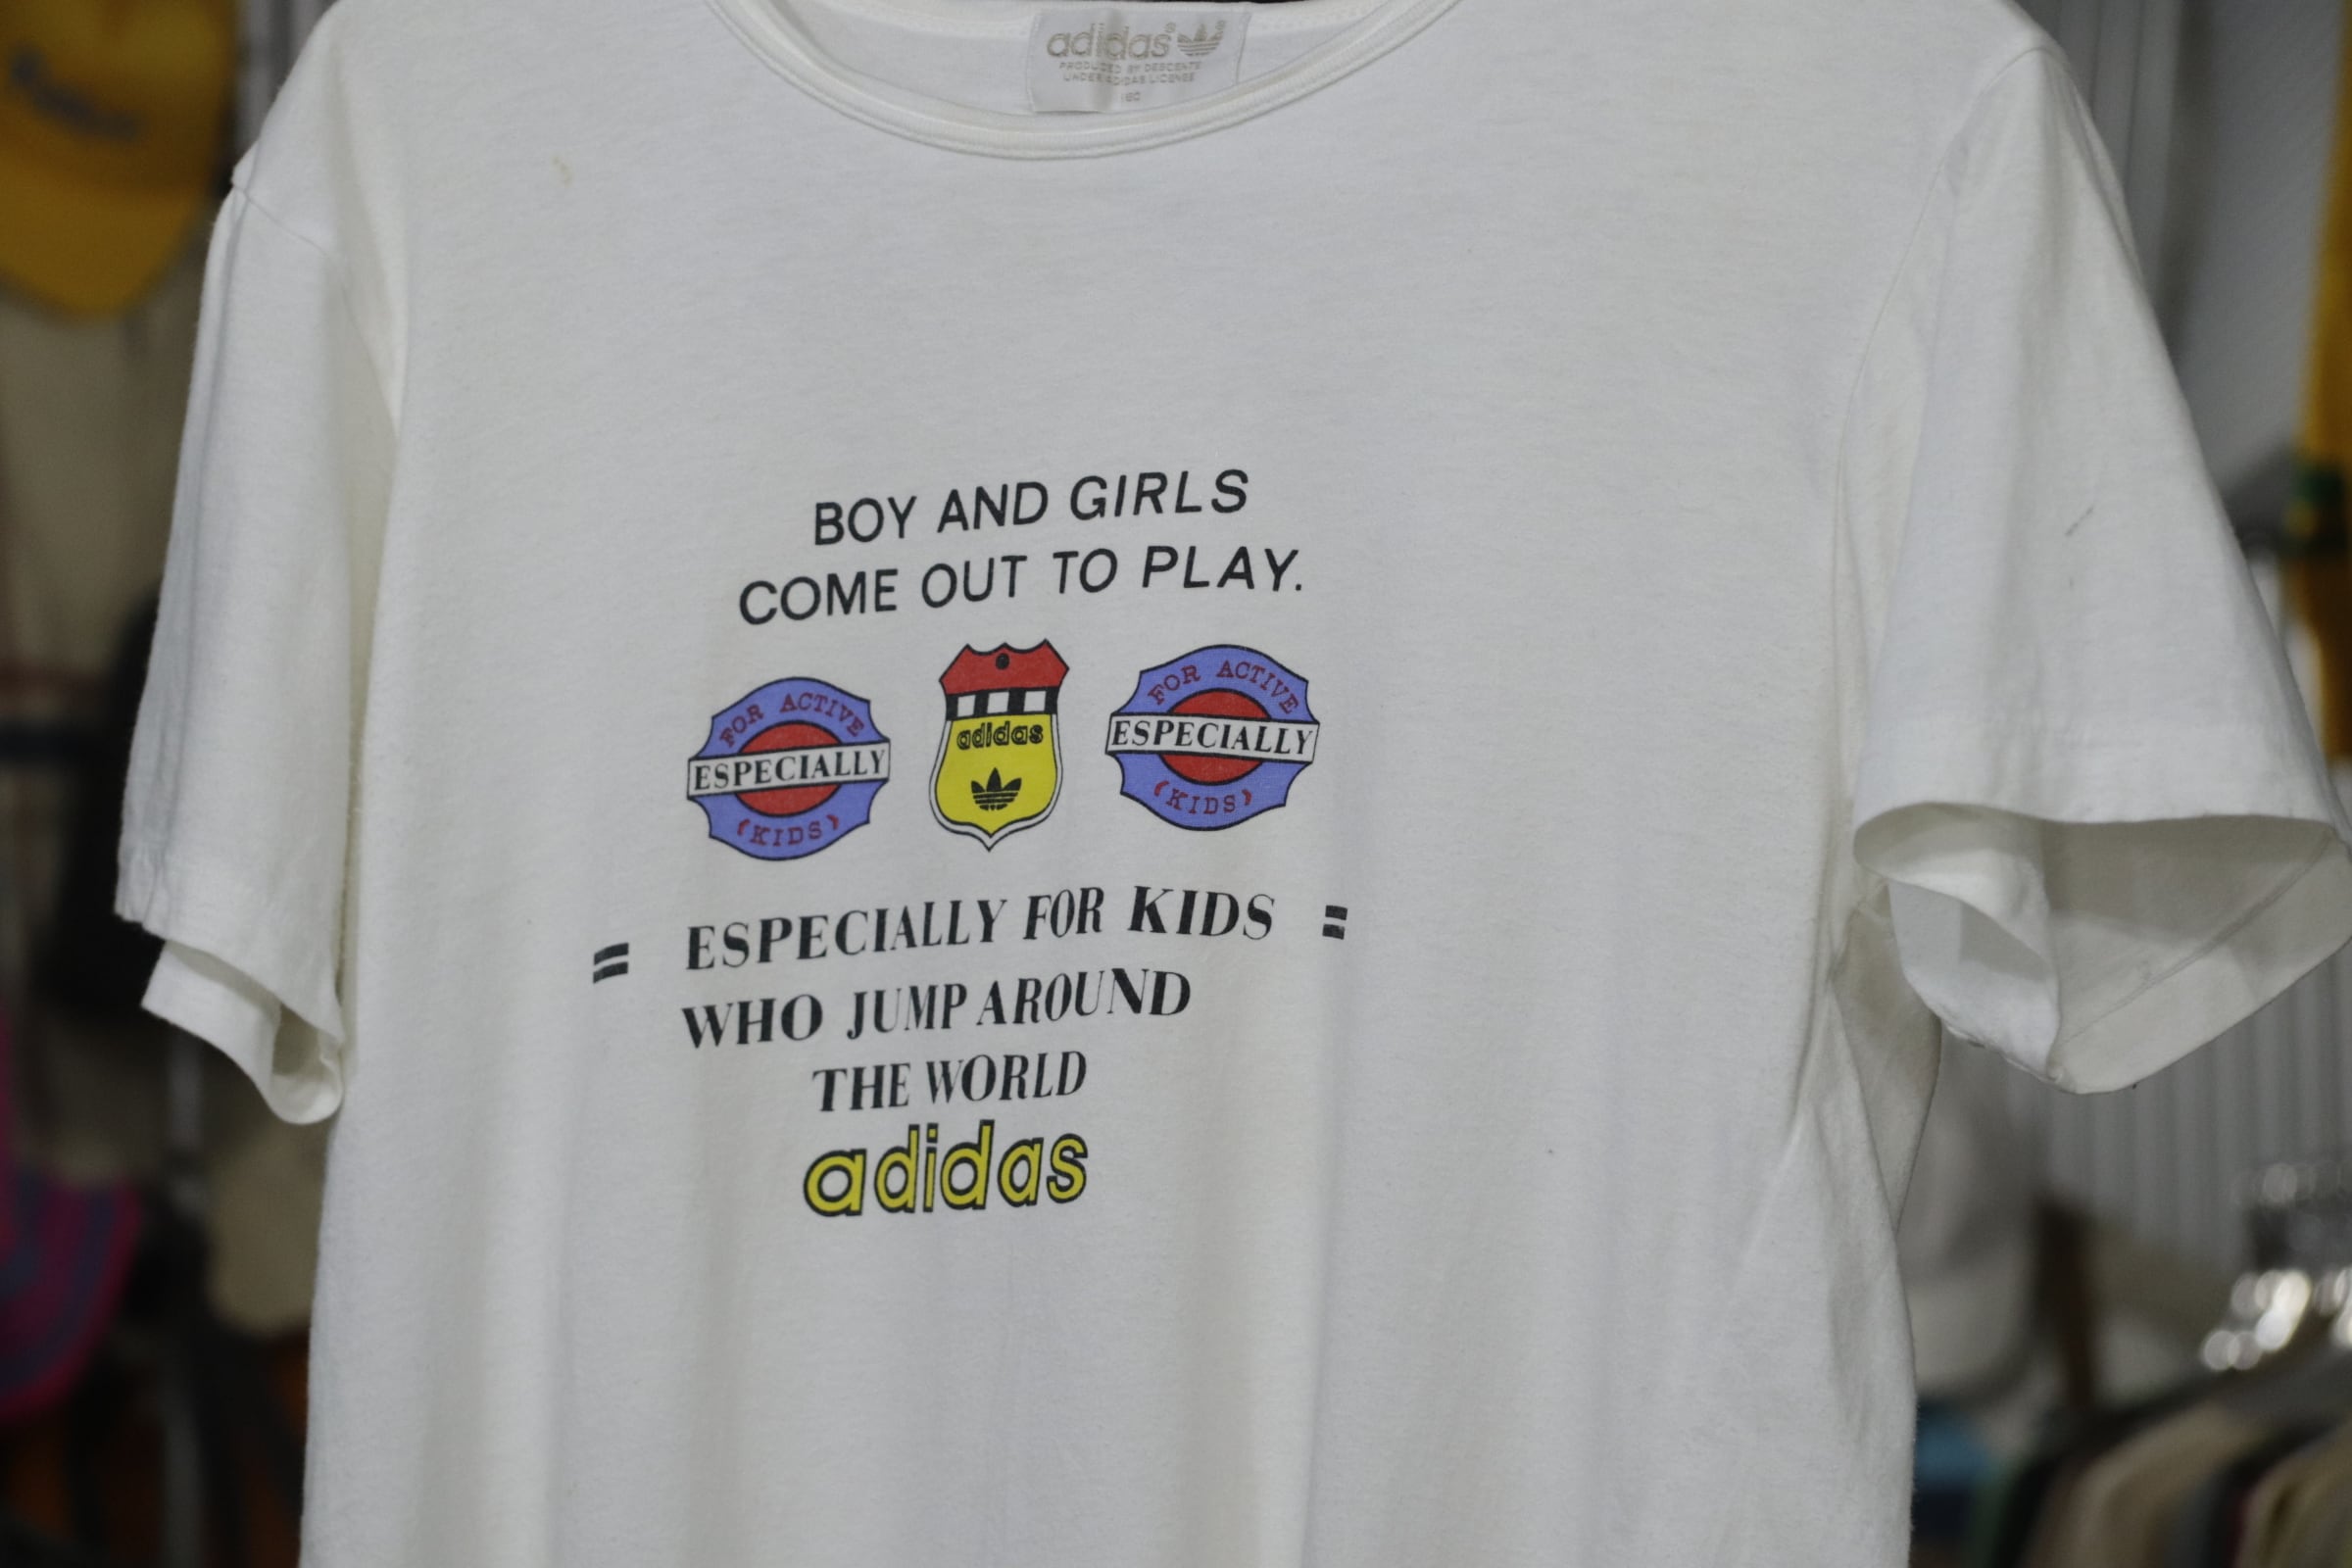 adidas®
PRODUCED BY DESCENTE
UNDER ADIDAS LICENSE
160
BOY AND GIRLS
COME OUT TO PLAY.
FOR ACTIVE
ESPECIALLY
(KIDS)
adidas
FOR ACTIVE
ESPECIALLY
(KIDS)
= ESPECIALLY FOR KIDS =
WHO JUMP AROUND
THE WORLD
adidas